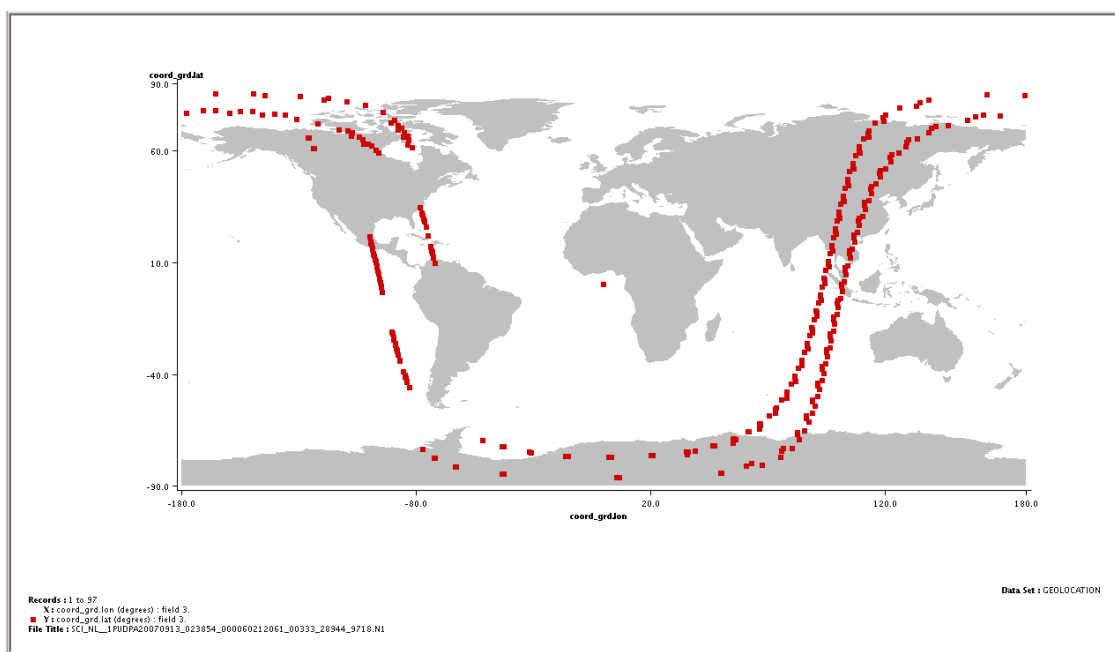 coord_grd.lat
90.0
60.0
10.0
-40.0
-90.0
-180.0 -80.0 20.0 120.0 180.0
coord_grd.lon
Records : 1 to 97
X : coord_grd.lon (degrees) : field 3.
Y : coord_grd.lat (degrees) : field 3.
File Title : SCI_NL__1PUDPA20070913_023854_000060212061_00333_28944_9718.N1
Data Set : GEOLOCATION